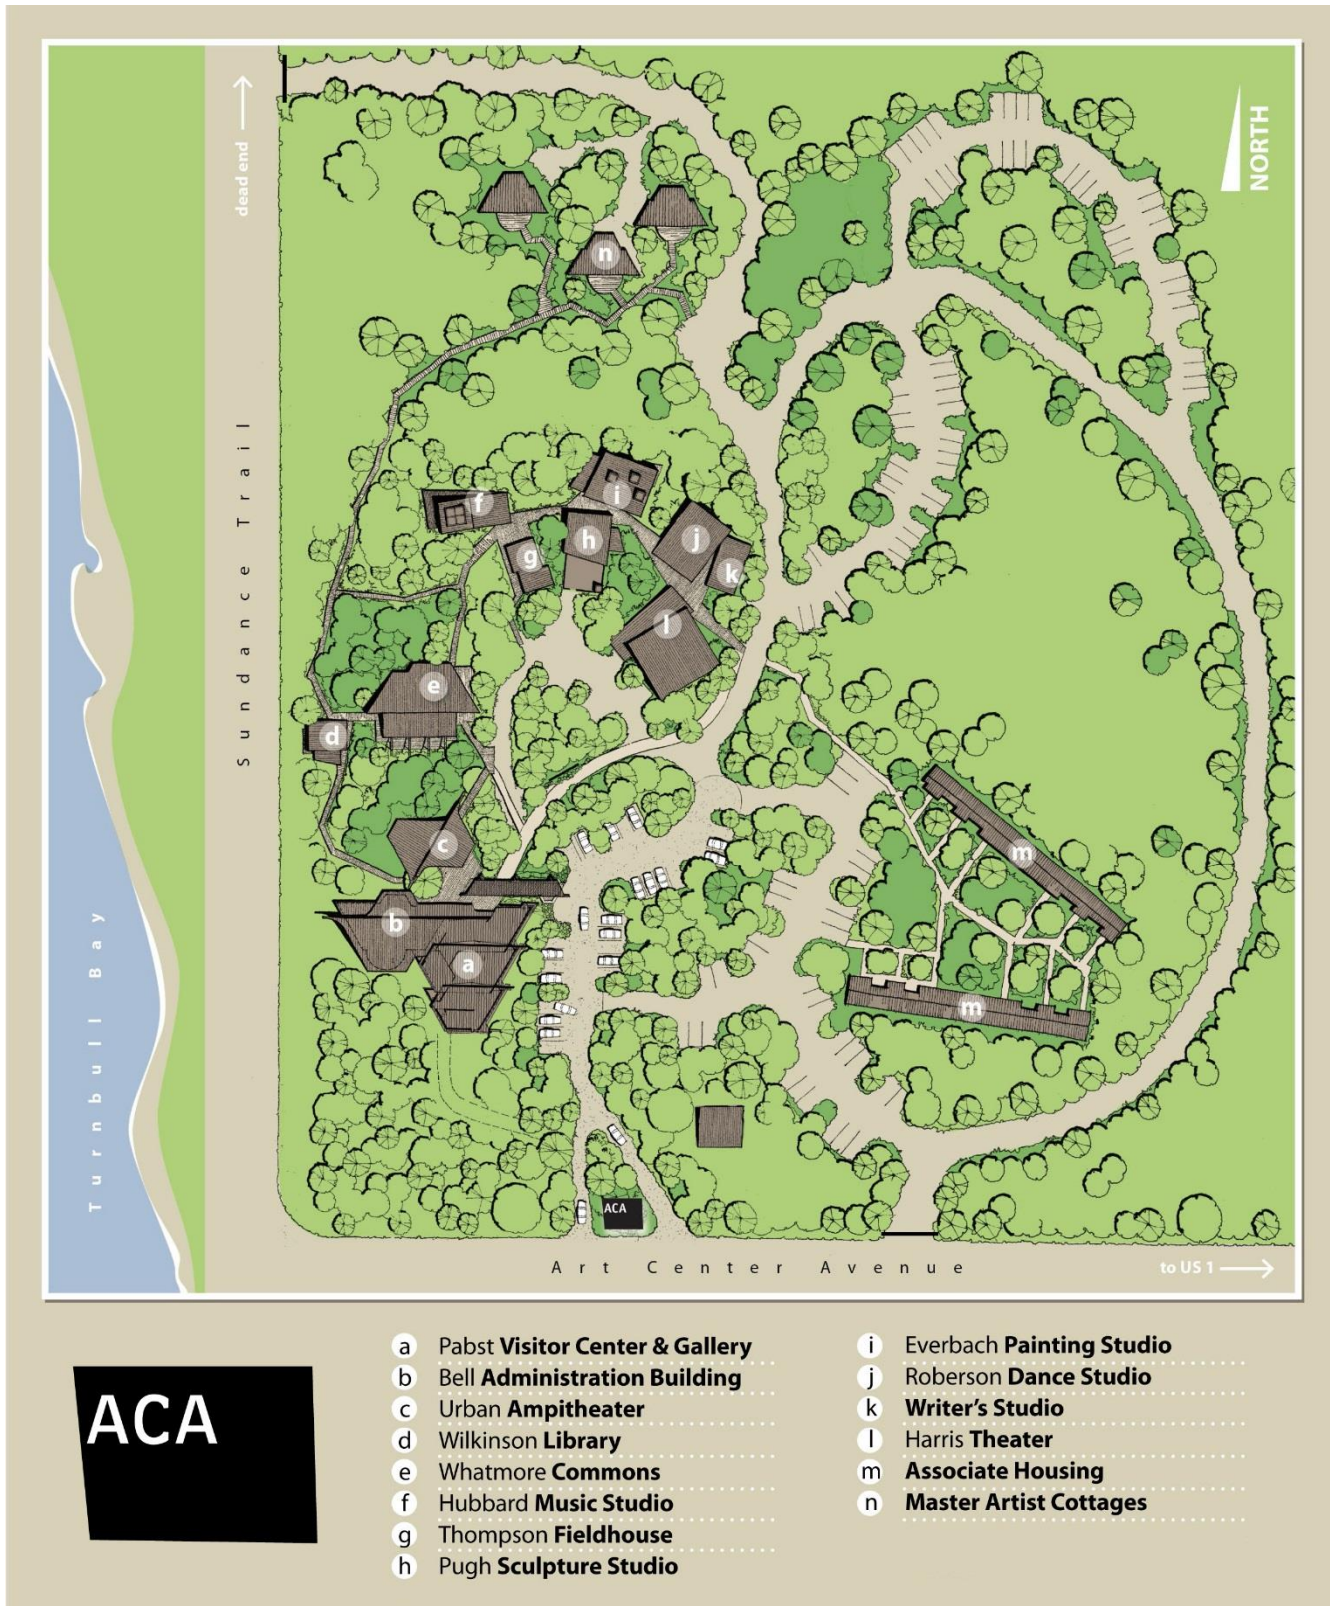 dead end
NORTH
n
Sundance Trail
f
i
h
j
g
k
l
e
d
c
m
b
a
m
Turnbull Bay
ACA
Art Center Avenue
to US 1
ACA
a Pabst Visitor Center & Gallery
b Bell Administration Building
c Urban Ampitheater
d Wilkinson Library
e Whatmore Commons
f Hubbard Music Studio
g Thompson Fieldhouse
h Pugh Sculpture Studio
i Everbach Painting Studio
j Roberson Dance Studio
k Writer’s Studio
l Harris Theater
m Associate Housing
n Master Artist Cottages